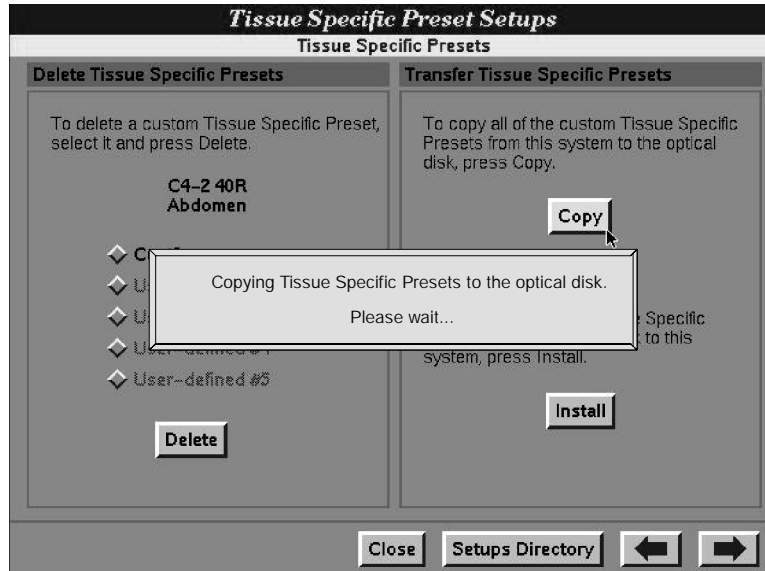 Tissue Specific Preset Setups
Tissue Specific Presets
Delete Tissue Specific Presets
To delete a custom Tissue Specific Preset,
select it and press Delete.
C4-2 40R
Abdomen
User-defined #5
Delete
Transfer Tissue Specific Presets
To copy all of the custom Tissue Specific
Presets from this system to the optical
disk, press Copy.
Copy
Copying Tissue Specific Presets to the optical disk.
Please wait...
Specific
to this
system, press Install.
Install
Close
Setups Directory